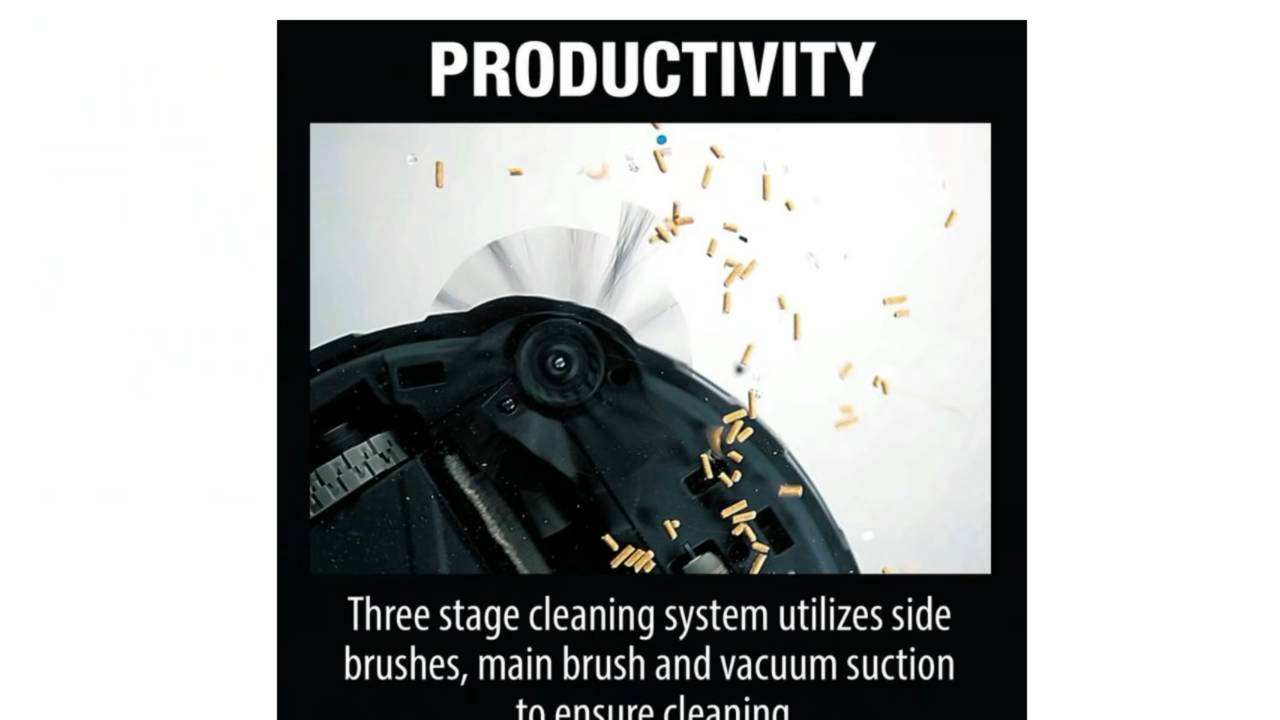 PRODUCTIVITY
Three stage cleaning system utilizes side
brushes, main brush and vacuum suction
to ensure cleaning